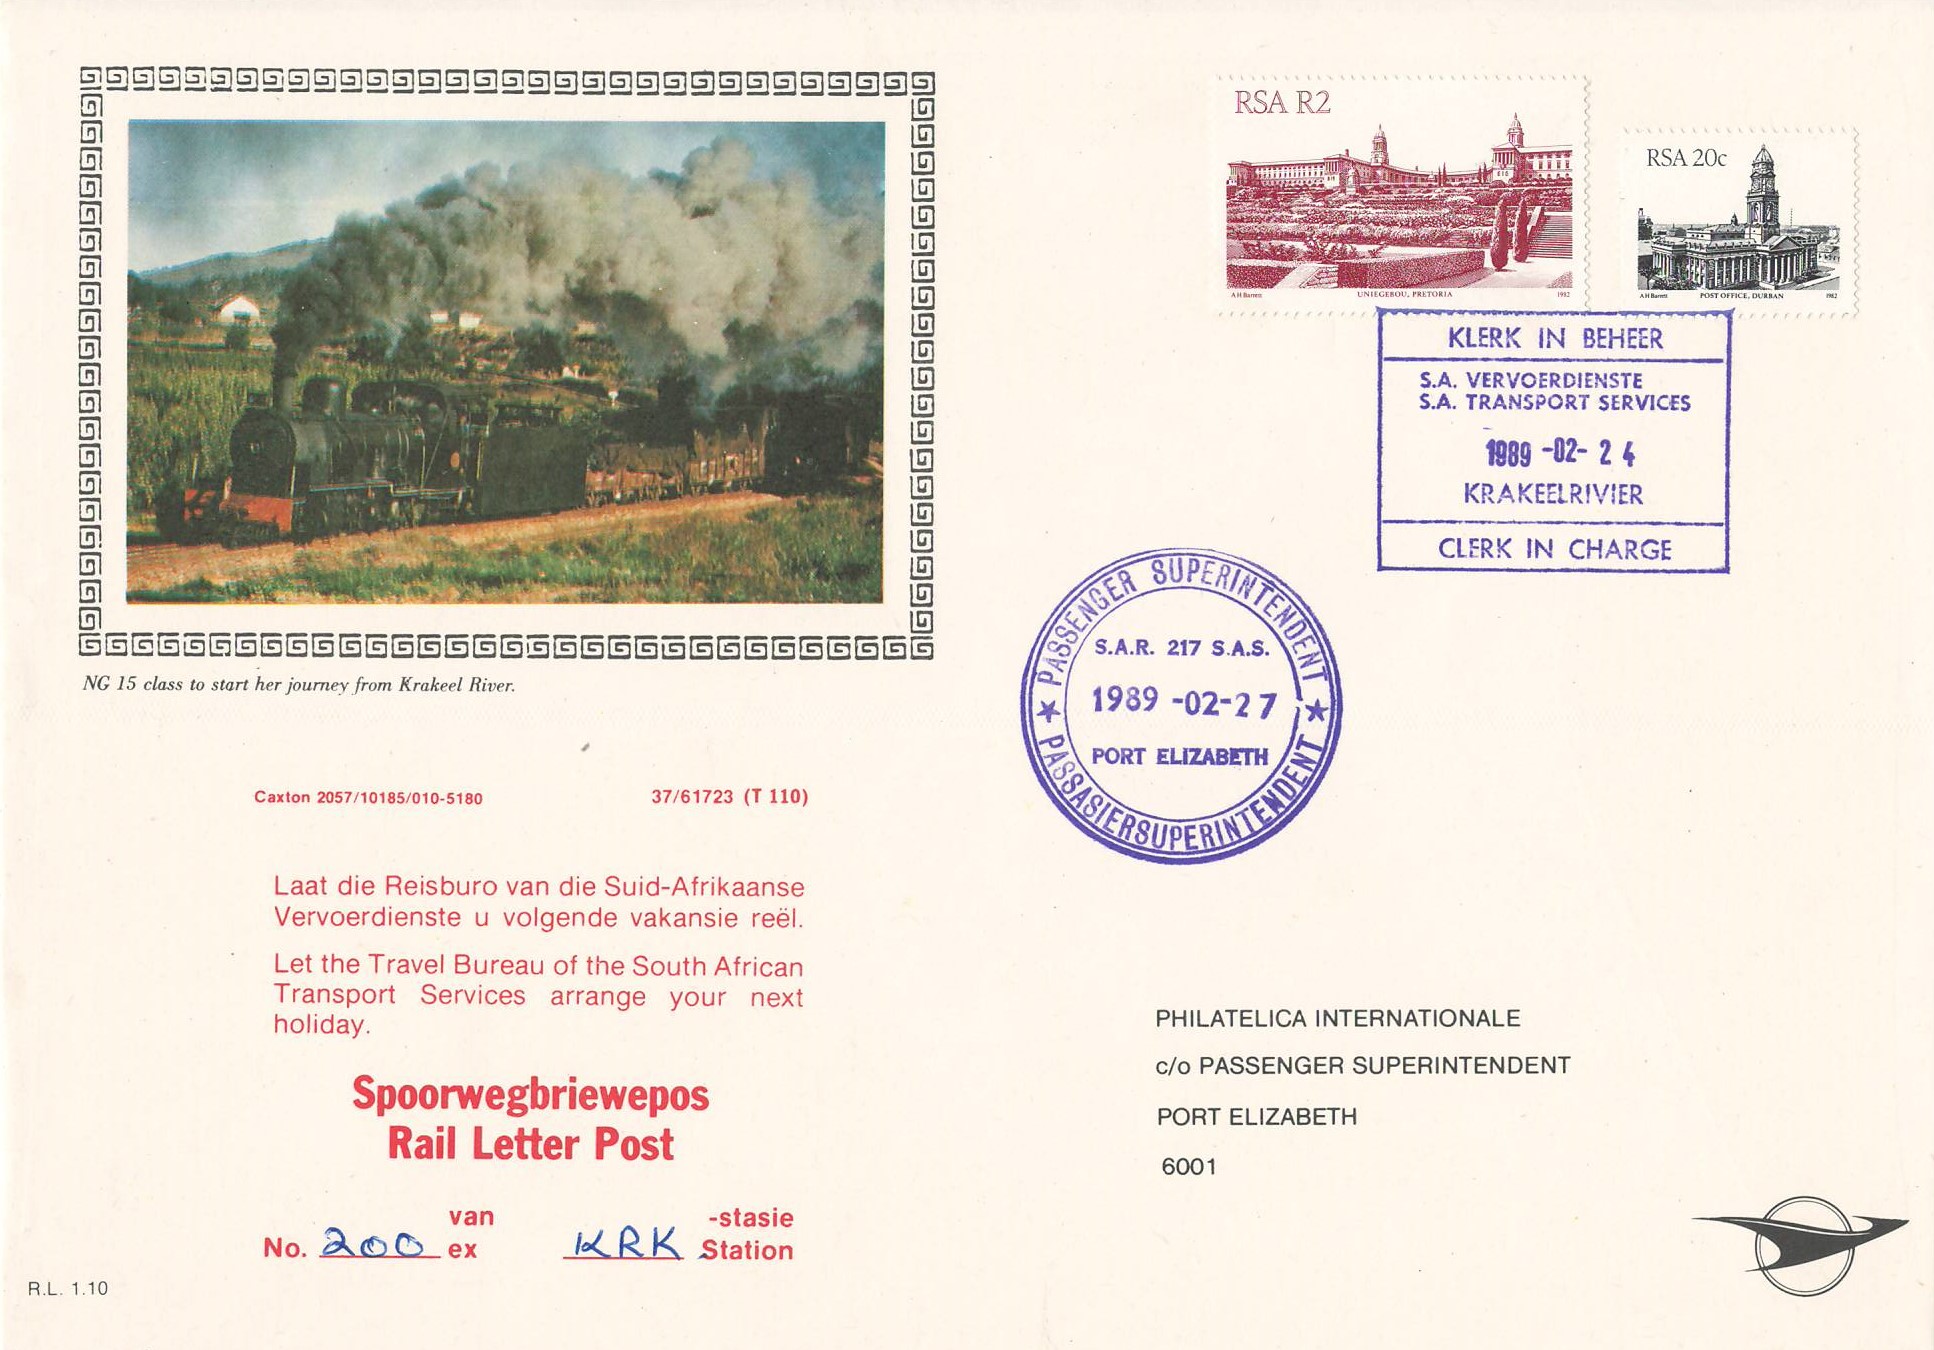 NG 15 class to start her journey from Krakeel River.
Caxton 2057/10185/010-5180 37/61723 (T 110)
Laat die Reisburo van die Suid-Afrikaanse
Vervoerdienste u volgende vakansie reël.
Let the Travel Bureau of the South African
Transport Services arrange your next
holiday.
Spoorwegbriewepos
Rail Letter Post
van -stasie
No. 200 ex KRK Station
R.L. 1.10
RSA R2
A H Barrett UNIEGEBOU, PRETORIA 1982
RSA 20c
A H Barrett POST OFFICE, DURBAN 1982
KLERK IN BEHEER
S.A. VERVOERDIENSTE
S.A. TRANSPORT SERVICES
1989 -02- 24
KRAKEELRIVIER
CLERK IN CHARGE
PASSENGER SUPERINTENDENT
S.A.R. 217 S.A.S.
1989 -02-27
PORT ELIZABETH
PASSASIERSUPERINTENDENT
PHILATELICA INTERNATIONALE
c/o PASSENGER SUPERINTENDENT
PORT ELIZABETH
6001